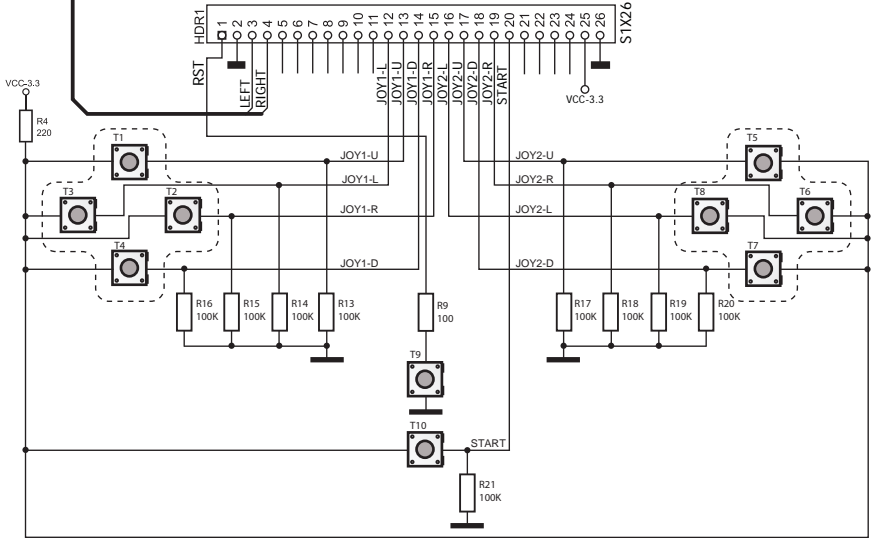 HDR1
1 2 3 4 5 6 7 8 9 10 11 12 13 14 15 16 17 18 19 20 21 22 23 24 25 26
S1X26
RST
LEFT
RIGHT
JOY1-L
JOY1-U
JOY1-D
JOY1-R
JOY2-L
JOY2-U
JOY2-D
JOY2-R
START
VCC-3.3
VCC-3.3
R4
220
T1
T5
JOY1-U
JOY2-U
T3
T2
JOY1-L
JOY2-R
T8
T6
JOY1-R
JOY2-L
T4
T7
JOY1-D
JOY2-D
R16
100K
R15
100K
R14
100K
R13
100K
R9
100
R17
100K
R18
100K
R19
100K
R20
100K
T9
T10
START
R21
100K